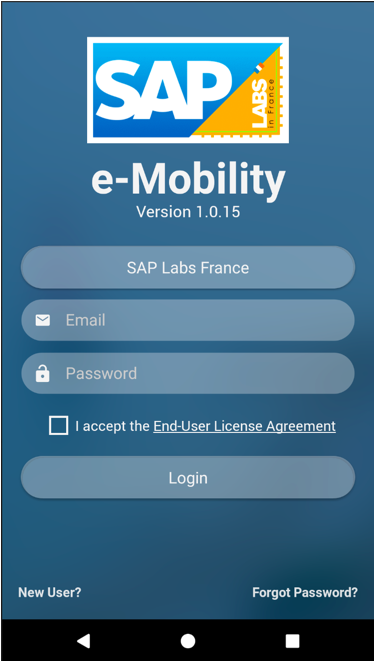 SAP
LABS
in France
e-Mobility
Version 1.0.15
SAP Labs France
Email
Password
I accept the End-User License Agreement
Login
New User? Forgot Password?